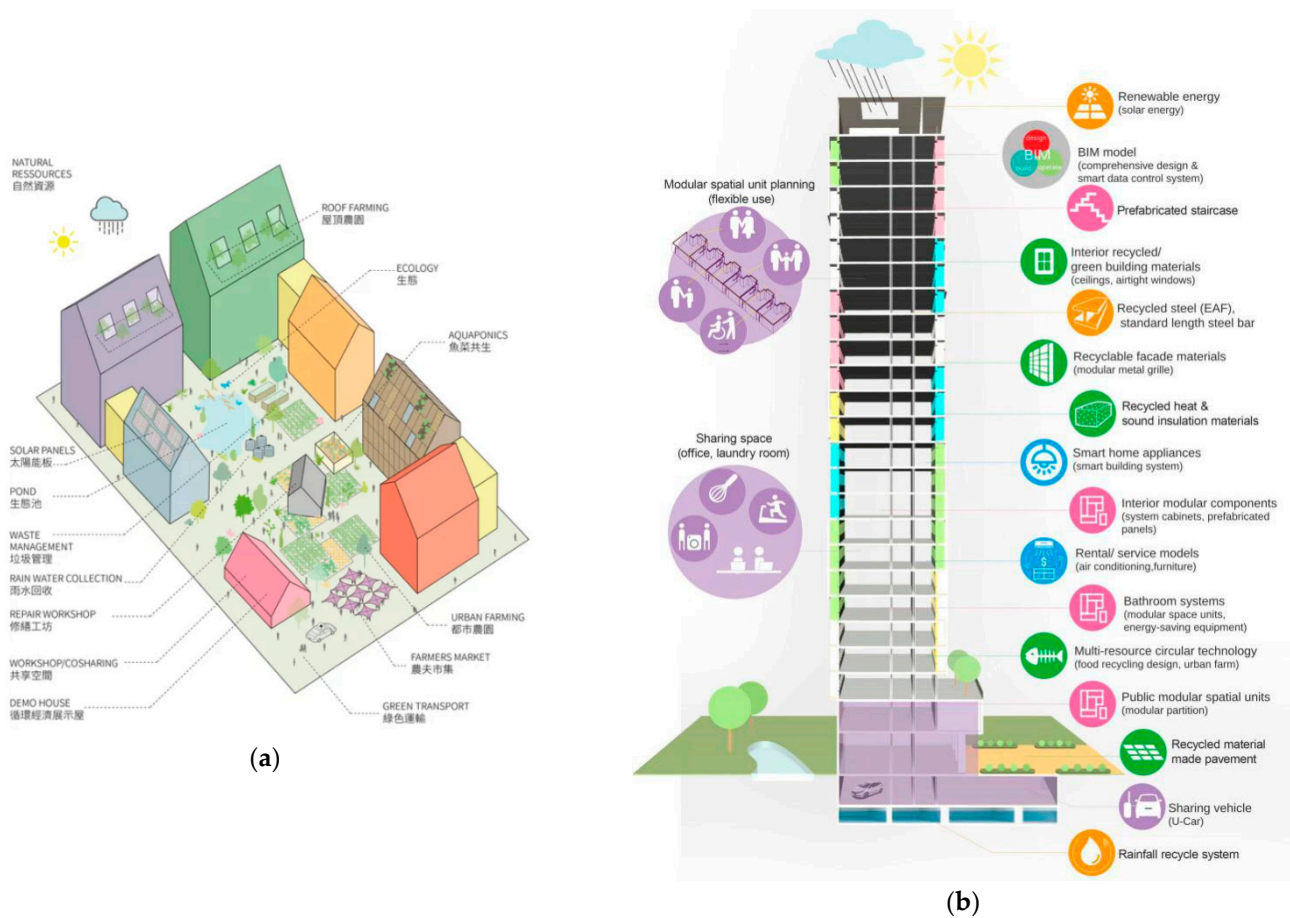 NATURAL
RESSOURCES
自然資源
ROOF FARMING
屋頂農園
ECOLOGY
生態
AQUAPONICS
魚菜共生
SOLAR PANELS
太陽能板
POND
生態池
WASTE
MANAGEMENT
垃圾管理
RAIN WATER COLLECTION
雨水回收
REPAIR WORKSHOP
修繕工坊
WORKSHOP/COSHARING
共享空間
DEMO HOUSE
循環經濟展示屋
URBAN FARMING
都市農園
FARMERS MARKET
農夫市集
GREEN TRANSPORT
綠色運輸
(a)
Modular spatial unit planning
(flexible use)
Sharing space
(office, laundry room)
Renewable energy
(solar energy)
design
BIM
build
operate
BIM model
(comprehensive design &
smart data control system)
Prefabricated staircase
Interior recycled/
green building materials
(ceilings, airtight windows)
Recycled steel (EAF),
standard length steel bar
Recyclable facade materials
(modular metal grille)
Recycled heat &
sound insulation materials
Smart home appliances
(smart building system)
Interior modular components
(system cabinets, prefabricated
panels)
$
Rental/ service models
(air conditioning,furniture)
Bathroom systems
(modular space units,
energy-saving equipment)
Multi-resource circular technology
(food recycling design, urban farm)
Public modular spatial units
(modular partition)
Recycled material
made pavement
Sharing vehicle
(U-Car)
Rainfall recycle system
(b)